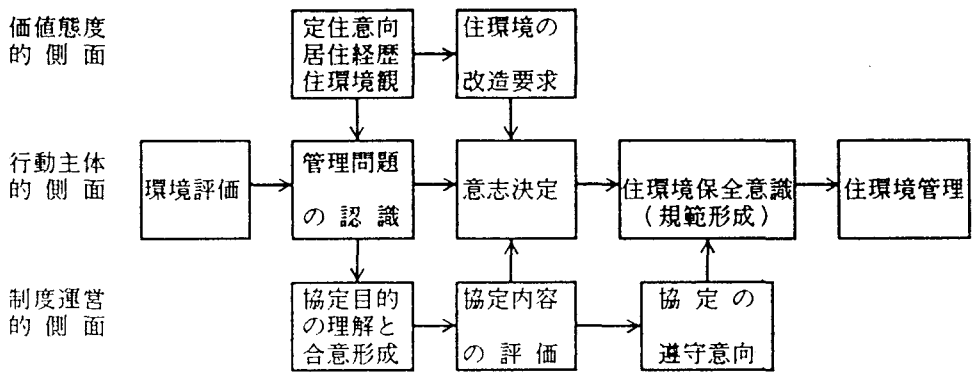 価値態度
的側面
定住意向
居住経歴
住環境観
住環境の
改造要求
行動主体
的側面
環境評価
管理問題
の認識
意志決定
住環境保全意識
(規範形成)
住環境管理
制度運営
的側面
協定目的
の理解と
合意形成
協定内容
の評価
協定の
遵守意向